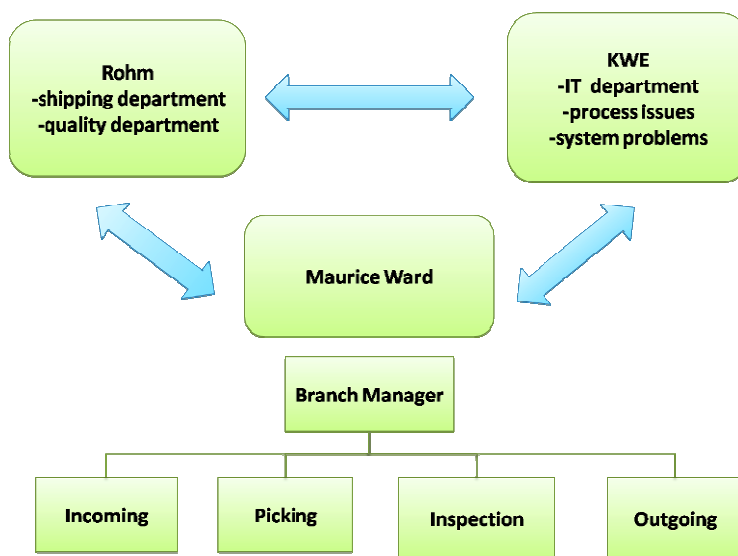 Rohm
-shipping department
-quality department
KWE
-IT department
-process issues
-system problems
Maurice Ward
Branch Manager
Incoming
Picking
Inspection
Outgoing